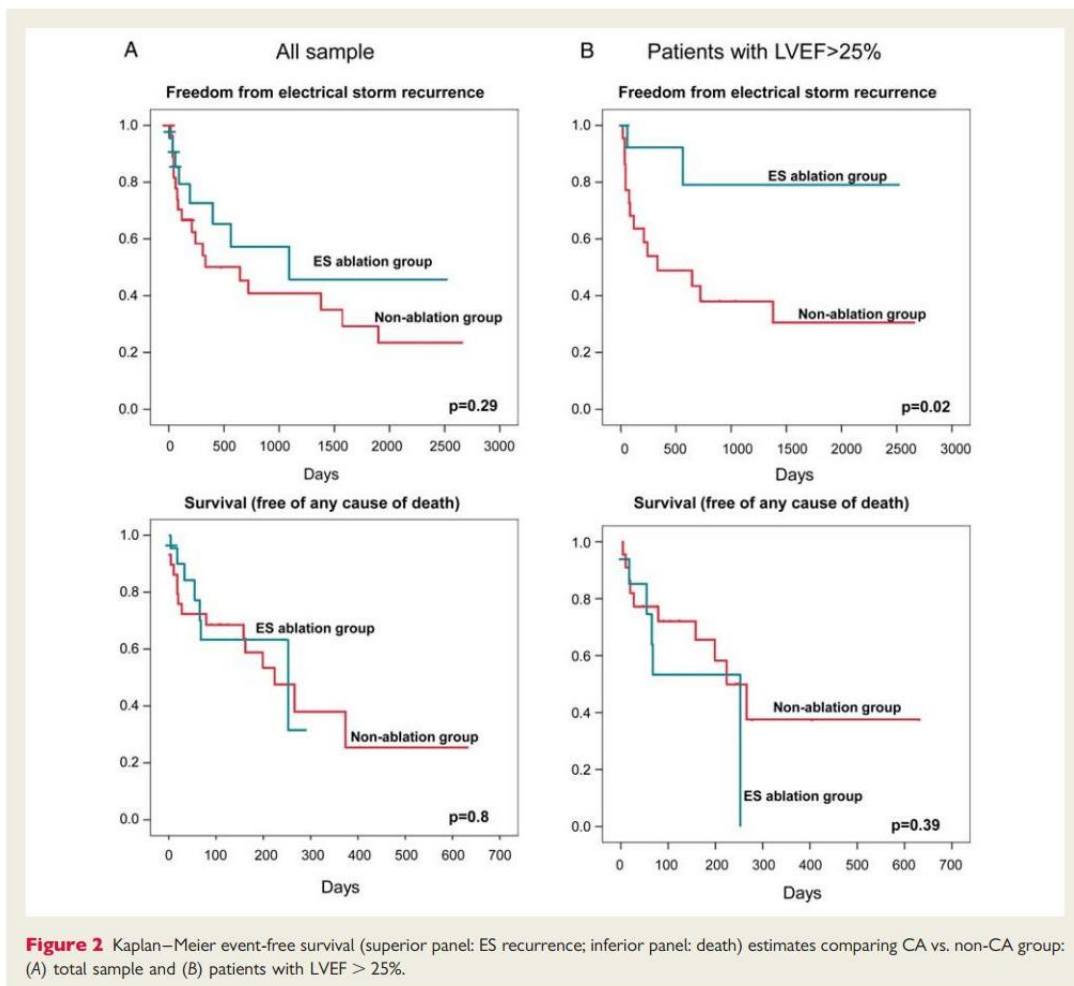 A
All sample
Freedom from electrical storm recurrence
1.0
0.8
0.6
0.4
0.2
0.0
ES ablation group
Non-ablation group
p=0.29
0 500 1000 1500 2000 2500 3000
Days
B
Patients with LVEF>25%
Freedom from electrical storm recurrence
1.0
0.8
0.6
0.4
0.2
0.0
ES ablation group
Non-ablation group
p=0.02
0 500 1000 1500 2000 2500 3000
Days
Survival (free of any cause of death)
1.0
0.8
0.6
0.4
0.2
0.0
ES ablation group
Non-ablation group
p=0.8
0 100 200 300 400 500 600 700
Days
Survival (free of any cause of death)
1.0
0.8
0.6
0.4
0.2
0.0
Non-ablation group
ES ablation group
p=0.39
0 100 200 300 400 500 600 700
Days
Figure 2 Kaplan–Meier event-free survival (superior panel: ES recurrence; inferior panel: death) estimates comparing CA vs. non-CA group:
(A) total sample and (B) patients with LVEF > 25%.